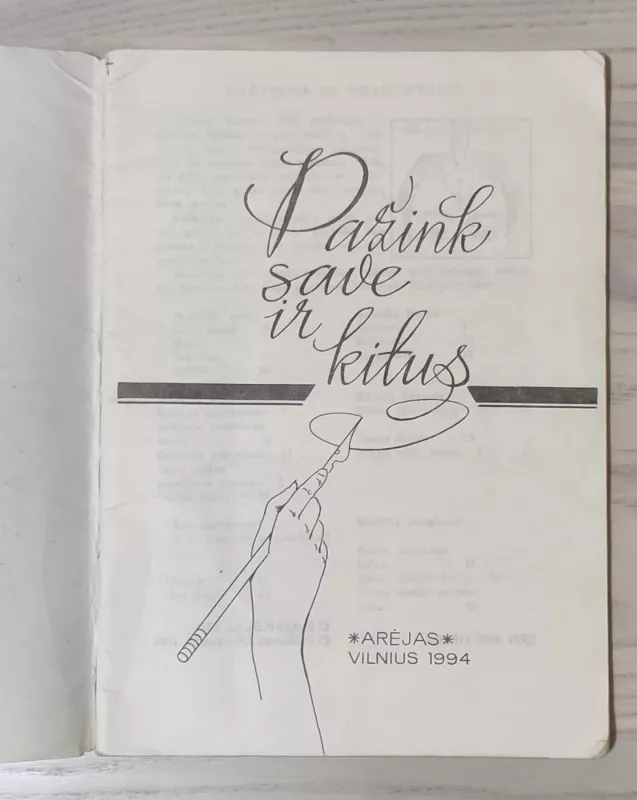 Pažink
save
ir
kitus
*ARĖJAS*
VILNIUS 1994